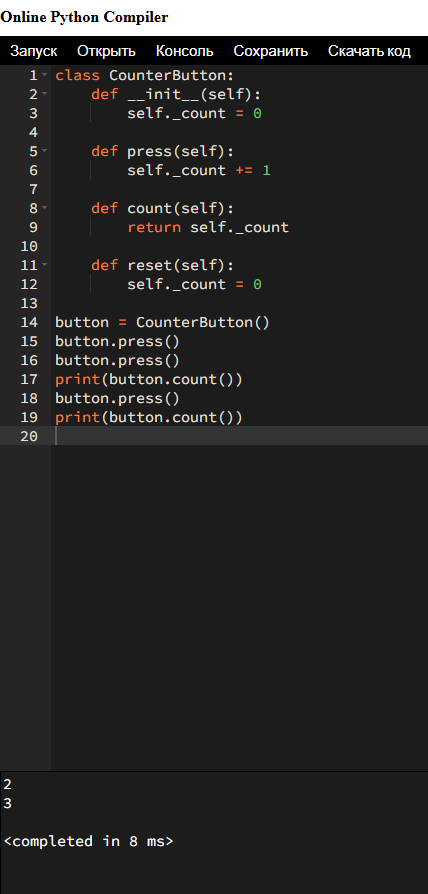 Online Python Compiler
Запуск Открыть Консоль Сохранить Скачать код
1 class CounterButton:
2     def __init__(self):
3         self._count = 0
4
5     def press(self):
6         self._count += 1
7
8     def count(self):
9         return self._count
10
11     def reset(self):
12         self._count = 0
13
14 button = CounterButton()
15 button.press()
16 button.press()
17 print(button.count())
18 button.press()
19 print(button.count())
20
2
3
<completed in 8 ms>